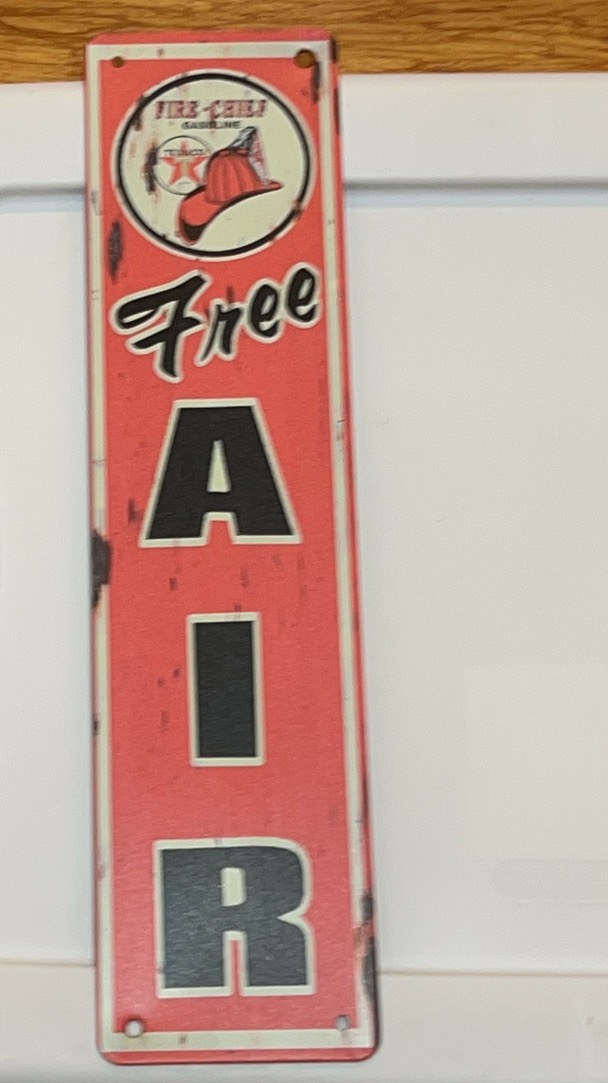 FIRE-CHIEF
GASOLINE
TEXACO
Free
A
I
R